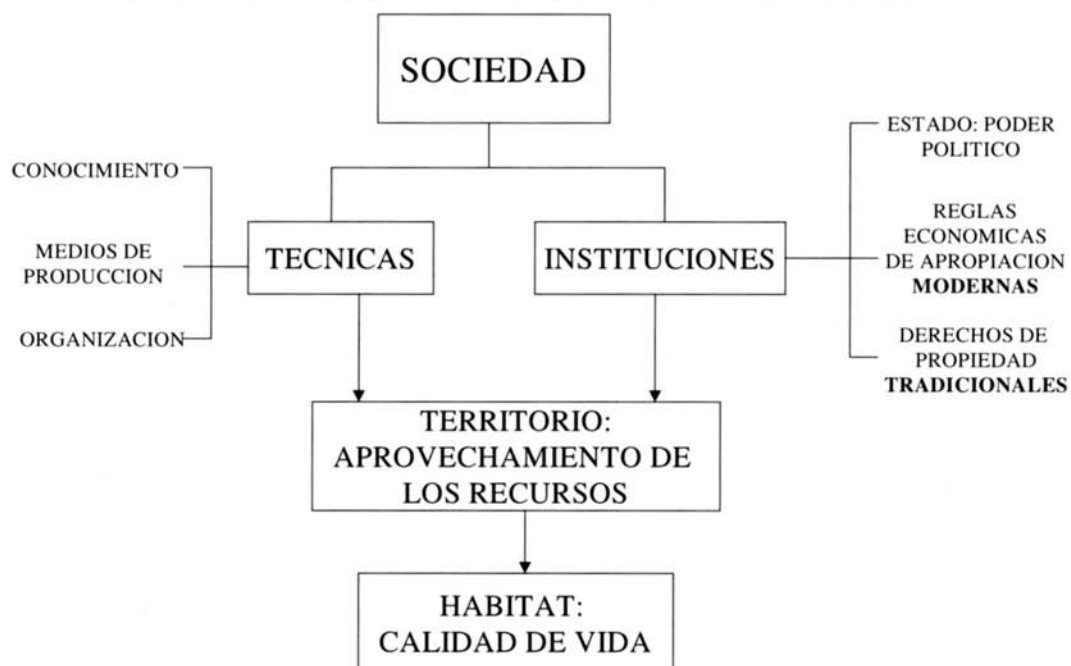 SOCIEDAD
CONOCIMIENTO
MEDIOS DE
PRODUCCION
ORGANIZACION
TECNICAS
INSTITUCIONES
ESTADO: PODER
POLITICO
REGLAS
ECONOMICAS
DE APROPIACION
MODERNAS
DERECHOS DE
PROPIEDAD
TRADICIONALES
TERRITORIO:
APROVECHAMIENTO DE
LOS RECURSOS
HABITAT:
CALIDAD DE VIDA